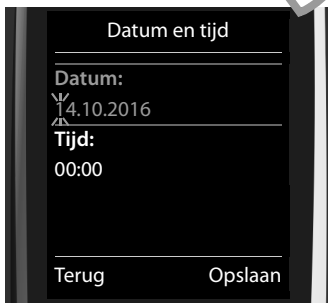 Datum en tijd
Datum:
14.10.2016
Tijd:
00:00
Terug Opslaan